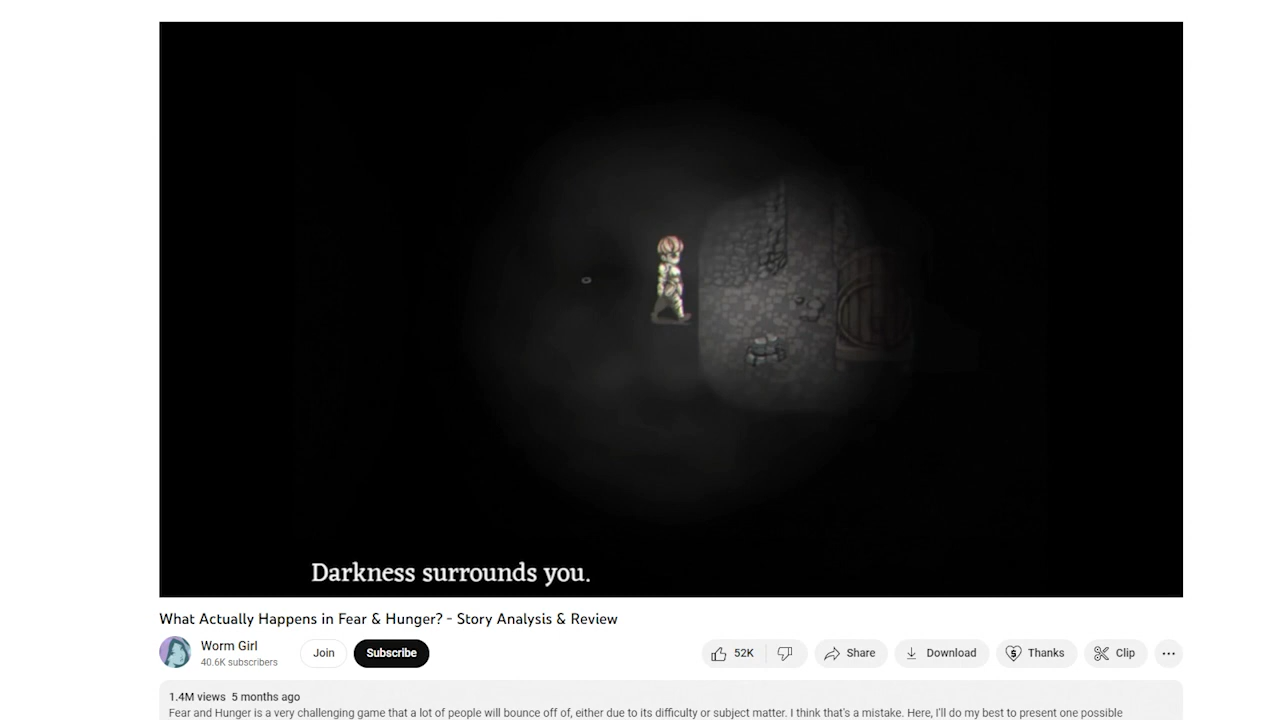 Darkness surrounds you.
What Actually Happens in Fear & Hunger? - Story Analysis & Review
Worm Girl
40.6K subscribers
Join
Subscribe
52K
Share
Download
Thanks
Clip
1.4M views 5 months ago
Fear and Hunger is a very challenging game that a lot of people will bounce off of, either due to its difficulty or subject matter. I think that's a mistake. Here, I'll do my best to present one possible